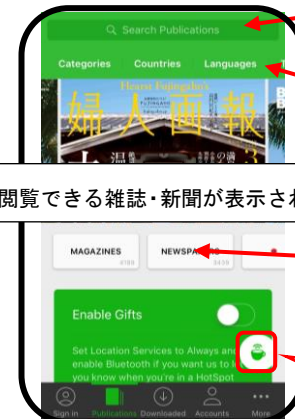 Search Publications
Categories Countries Languages
Hearst Fujingaho's
婦人画報
温
閲覧できる雑誌・新聞が表示され
MAGAZINES
4189
NEWSPA
3439
Enable Gifts
Set Location Services to Always and
enable Bluetooth if you want us to
you know when you're in a HotSpot
Sign in Publications Downloaded Accounts More